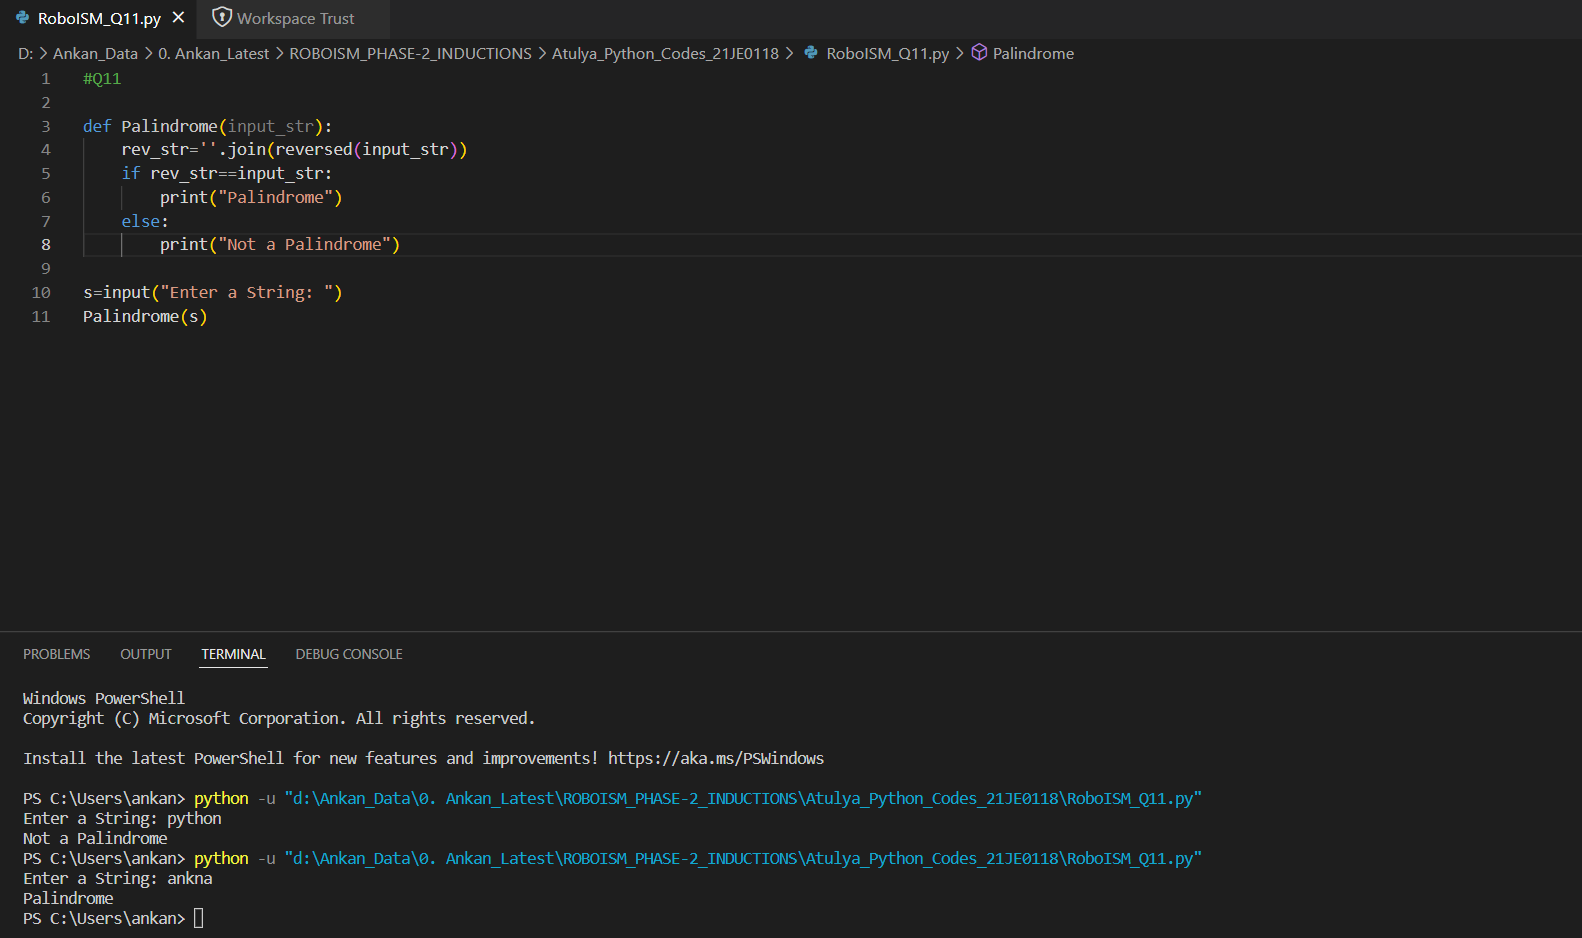 RoboISM_Q11.py Workspace Trust
D: > Ankan_Data > 0. Ankan_Latest > ROBOISM_PHASE-2_INDUCTIONS > Atulya_Python_Codes_21JE0118 > RoboISM_Q11.py > Palindrome
1 #Q11
2
3 def Palindrome(input_str):
4     rev_str=''.join(reversed(input_str))
5     if rev_str==input_str:
6         print("Palindrome")
7     else:
8         print("Not a Palindrome")
9
10 s=input("Enter a String: ")
11 Palindrome(s)
PROBLEMS OUTPUT TERMINAL DEBUG CONSOLE
Windows PowerShell
Copyright (C) Microsoft Corporation. All rights reserved.
Install the latest PowerShell for new features and improvements! https://aka.ms/PSWindows
PS C:\Users\ankan> python -u "d:\Ankan_Data\0. Ankan_Latest\ROBOISM_PHASE-2_INDUCTIONS\Atulya_Python_Codes_21JE0118\RoboISM_Q11.py"
Enter a String: python
Not a Palindrome
PS C:\Users\ankan> python -u "d:\Ankan_Data\0. Ankan_Latest\ROBOISM_PHASE-2_INDUCTIONS\Atulya_Python_Codes_21JE0118\RoboISM_Q11.py"
Enter a String: ankna
Palindrome
PS C:\Users\ankan>